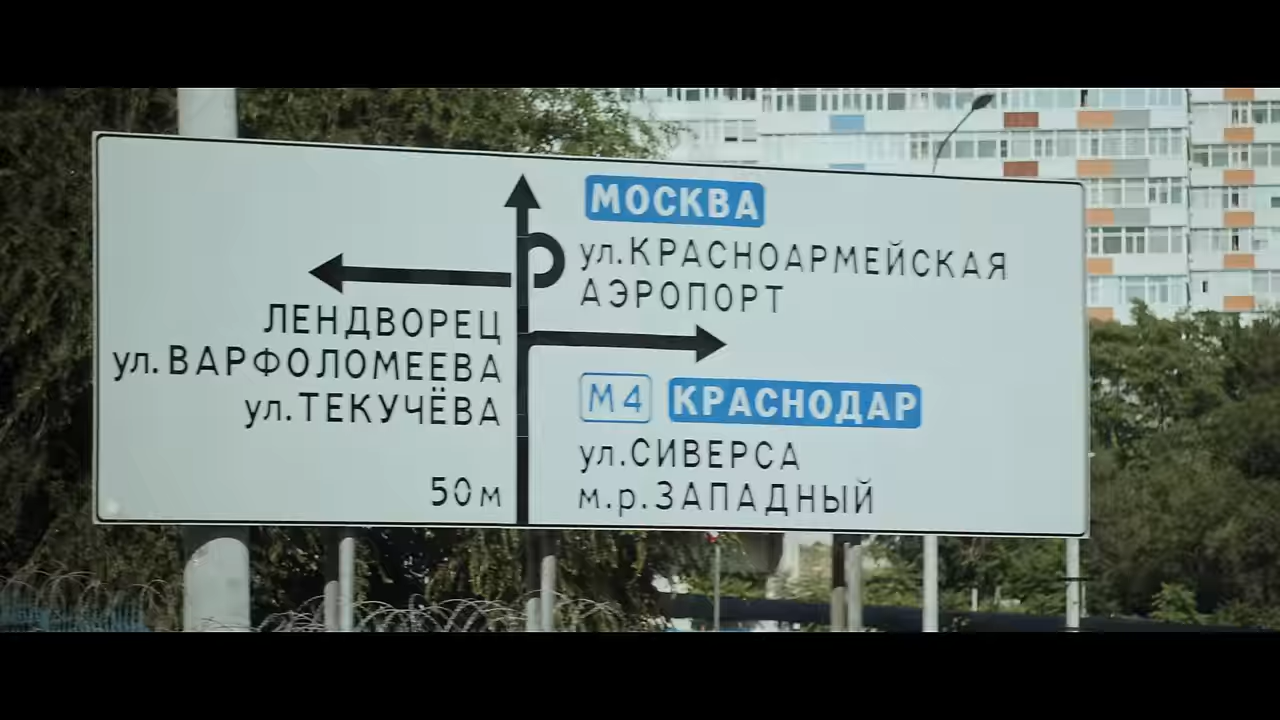 МОСКВА
ул.КРАСНОАРМЕЙСКАЯ
АЭРОПОРТ
ЛЕНДВОРЕЦ
ул.ВАРФОЛОМЕЕВА
ул.ТЕКУЧЁВА
50м
М4 КРАСНОДАР
ул.СИВЕРСА
м.р.ЗАПАДНЫЙ